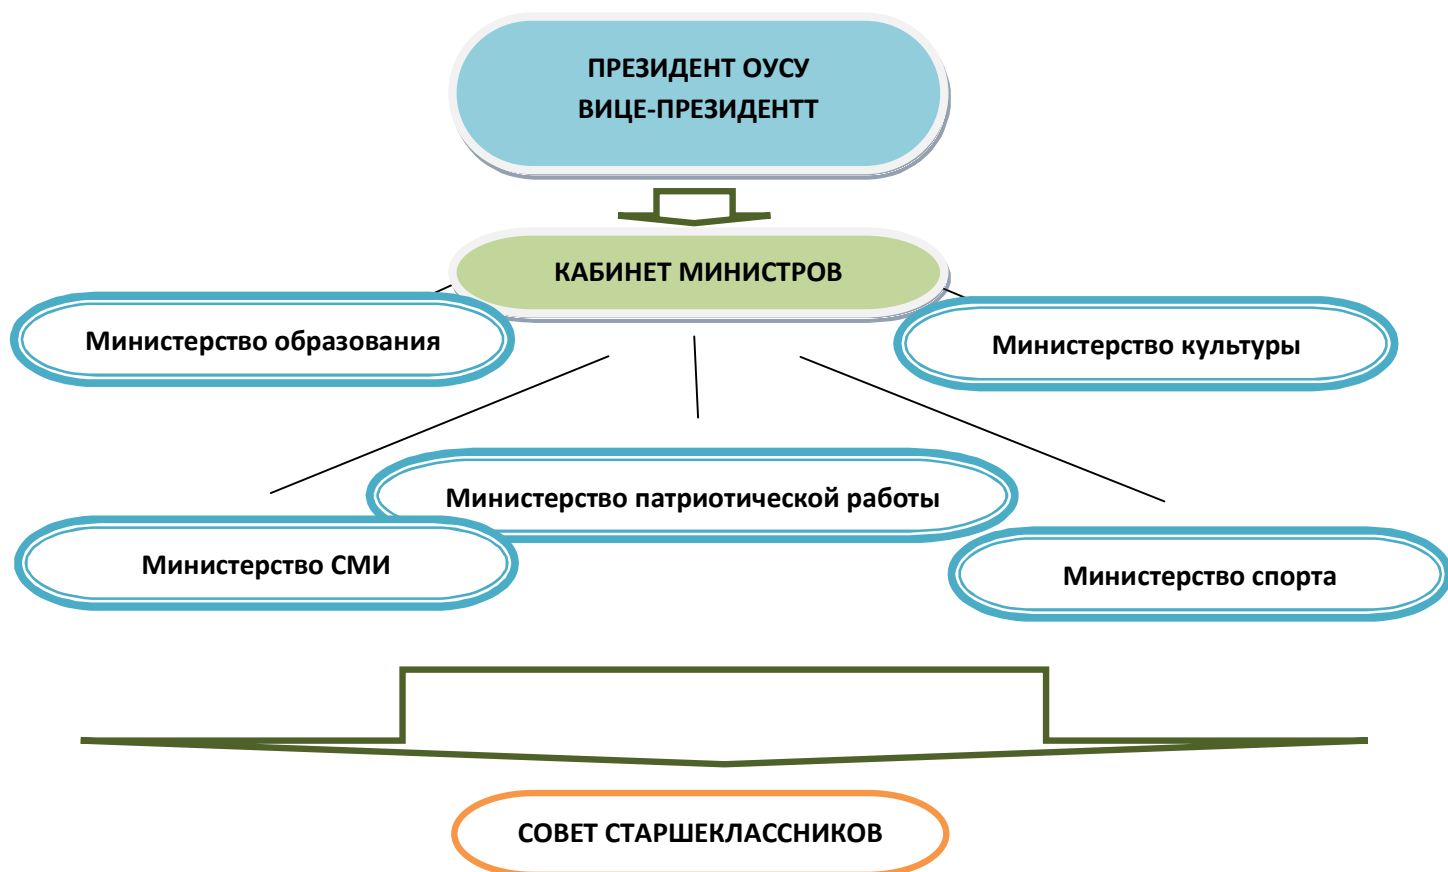 ПРЕЗИДЕНТ ОУСУ
ВИЦЕ-ПРЕЗИДЕНТТ
КАБИНЕТ МИНИСТРОВ
Министерство образования
Министерство культуры
Министерство патриотической работы
Министерство СМИ
Министерство спорта
СОВЕТ СТАРШЕКЛАССНИКОВ